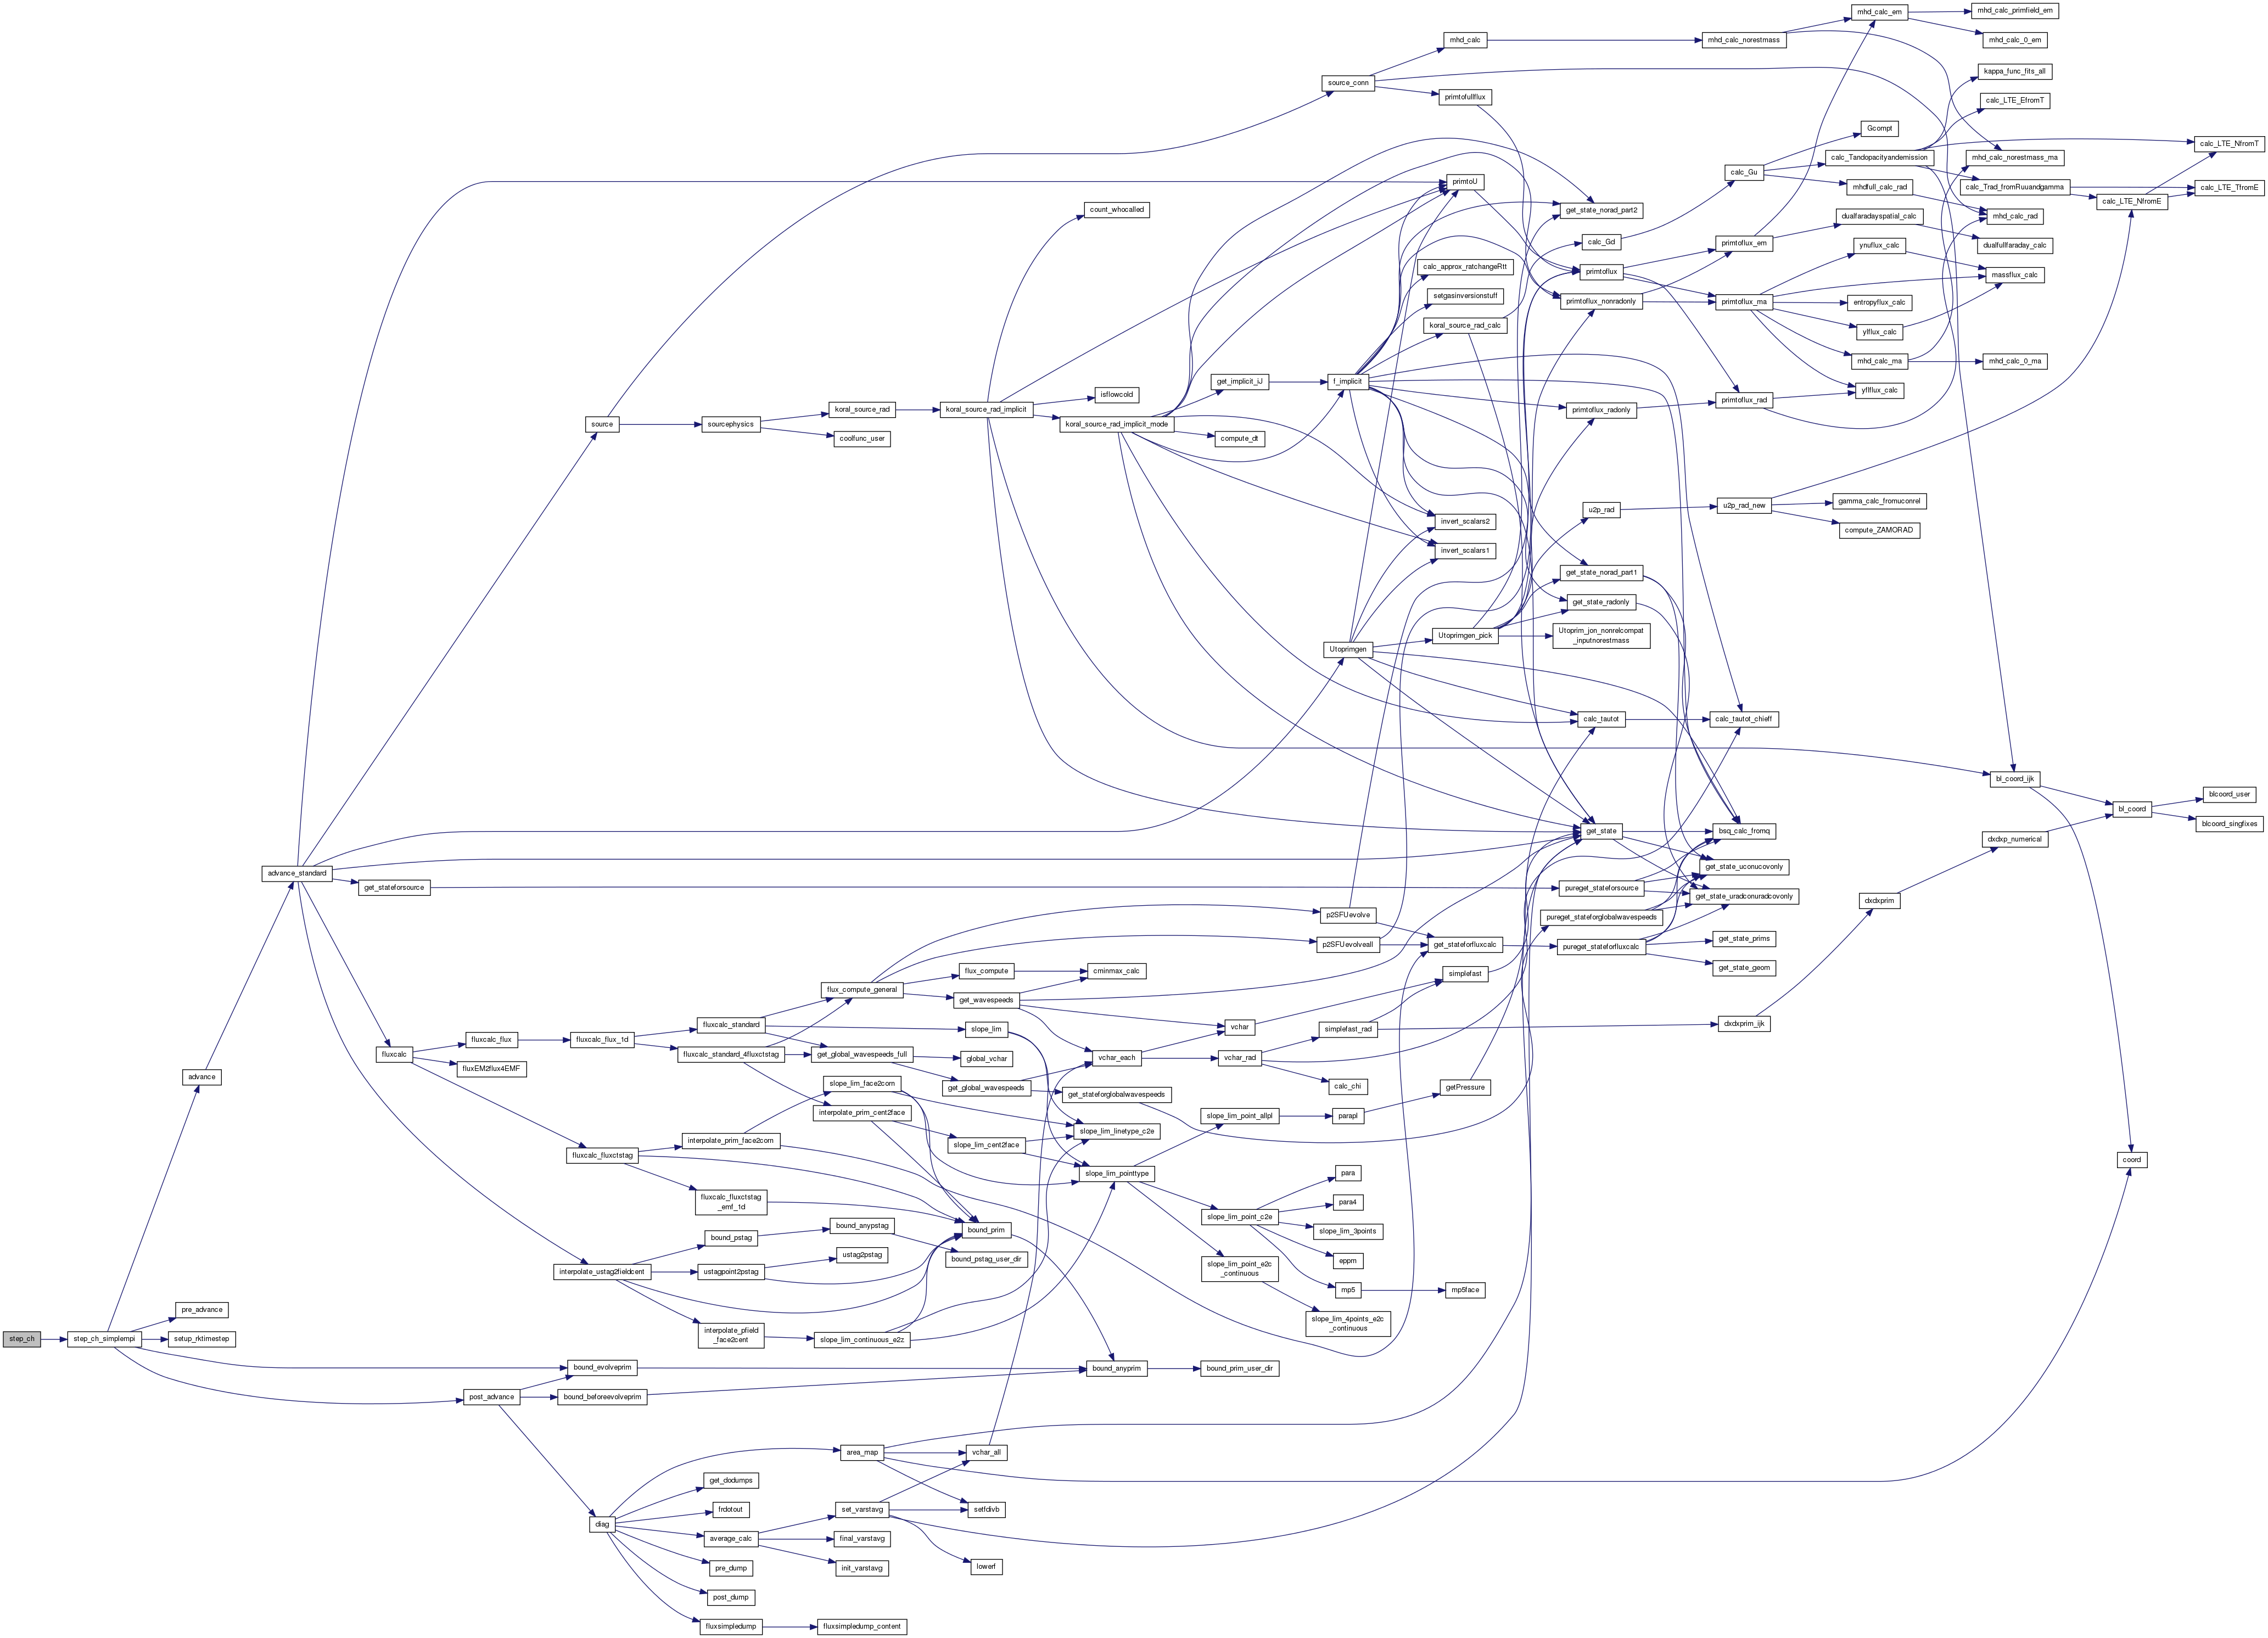 mhd_calc_em
mhd_calc_primfield_em
mhd_calc
mhd_calc_norestmass
mhd_calc_0_em
source_conn
primtofullflux
kappa_func_fits_all
calc_LTE_EfromT
Gcompt
calc_LTE_NfromT
calc_Tandopacityandemission
mhd_calc_norestmass_ma
calc_Gu
primtoU
mhdfull_calc_rad
calc_Trad_fromRuuandgamma
calc_LTE_TfromE
calc_LTE_NfromE
count_whocalled
get_state_norad_part2
dualfaradayspatial_calc
mhd_calc_rad
calc_Gd
primtoflux_em
ynuflux_calc
dualfullfaraday_calc
calc_approx_ratchangeRtt
primtoflux
massflux_calc
setgasinversionstuff
primtoflux_nonradonly
primtoflux_ma
entropyflux_calc
koral_source_rad_calc
ylflux_calc
mhd_calc_ma
mhd_calc_0_ma
get_implicit_iJ
f_implicit
isflowcold
yflflux_calc
koral_source_rad
koral_source_rad_implicit
primtoflux_radonly
primtoflux_rad
source
sourcephysics
koral_source_rad_implicit_mode
coolfunc_user
compute_dt
u2p_rad
u2p_rad_new
gamma_calc_fromuconrel
invert_scalars2
compute_ZAMORAD
invert_scalars1
get_state_norad_part1
get_state_radonly
Utoprimgen
Utoprimgen_pick
Utoprim_jon_nonrelcompat
_inputnorestmass
calc_tautot
calc_tautot_chieff
bl_coord_ijk
bl_coord
blcoord_user
blcoord_singfixes
get_state
bsq_calc_fromq
dxdxp_numerical
advance_standard
get_stateforsource
pureget_stateforsource
get_state_uconucovonly
get_state_uradconuradcovonly
dxdxprim
p2SFUevolve
pureget_stateforglobalwavespeeds
p2SFUevolveall
get_stateforfluxcalc
pureget_stateforfluxcalc
get_state_prims
get_state_geom
flux_compute
cminmax_calc
simplefast
flux_compute_general
get_wavespeeds
fluxcalc_standard
slope_lim
vchar
simplefast_rad
dxdxprim_ijk
fluxcalc_flux
fluxcalc_flux_1d
fluxcalc
fluxcalc_standard_4fluxctstag
get_global_wavespeeds_full
global_vchar
vchar_each
vchar_rad
fluxEM2flux4EMF
advance
slope_lim_face2corn
get_global_wavespeeds
get_stateforglobalwavespeeds
calc_chi
getPressure
interpolate_prim_cent2face
slope_lim_point_allpl
parapl
slope_lim_linetype_c2e
interpolate_prim_face2corn
slope_lim_cent2face
fluxcalc_fluxctstag
coord
slope_lim_pointtype
para
fluxcalc_fluxctstag
_emf_1d
para4
slope_lim_point_c2e
slope_lim_3points
bound_prim
bound_anypstag
bound_pstag
ustag2pstag
bound_pstag_user_dir
eppm
slope_lim_point_e2c
_continuous
interpolate_ustag2fieldcent
ustagpoint2pstag
mp5
mp5face
pre_advance
slope_lim_4points_e2c
_continuous
step_ch
step_ch_simplempi
setup_rktimestep
interpolate_pfield
_face2cent
slope_lim_continuous_e2z
bound_evolveprim
bound_anyprim
bound_prim_user_dir
post_advance
bound_beforeevolveprim
area_map
vchar_all
get_dodumps
frdotout
set_varstavg
setfdivb
diag
average_calc
final_varstavg
pre_dump
init_varstavg
lowerf
post_dump
fluxsimpledump
fluxsimpledump_content